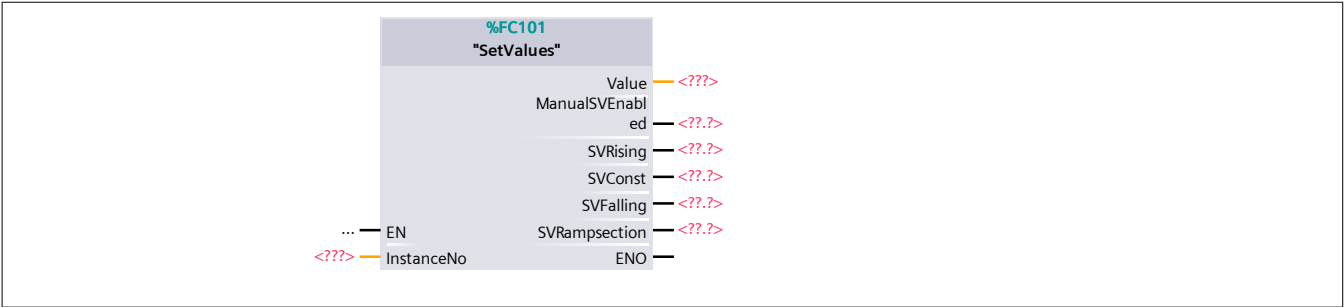 %FC101
"SetValues"
Value <???>
ManualSVEnabl
ed <??.?>
SVRising <??.?>
SVConst <??.?>
SVFalling <??.?>
... EN SVRampsection <??.?>
<???> InstanceNo ENO